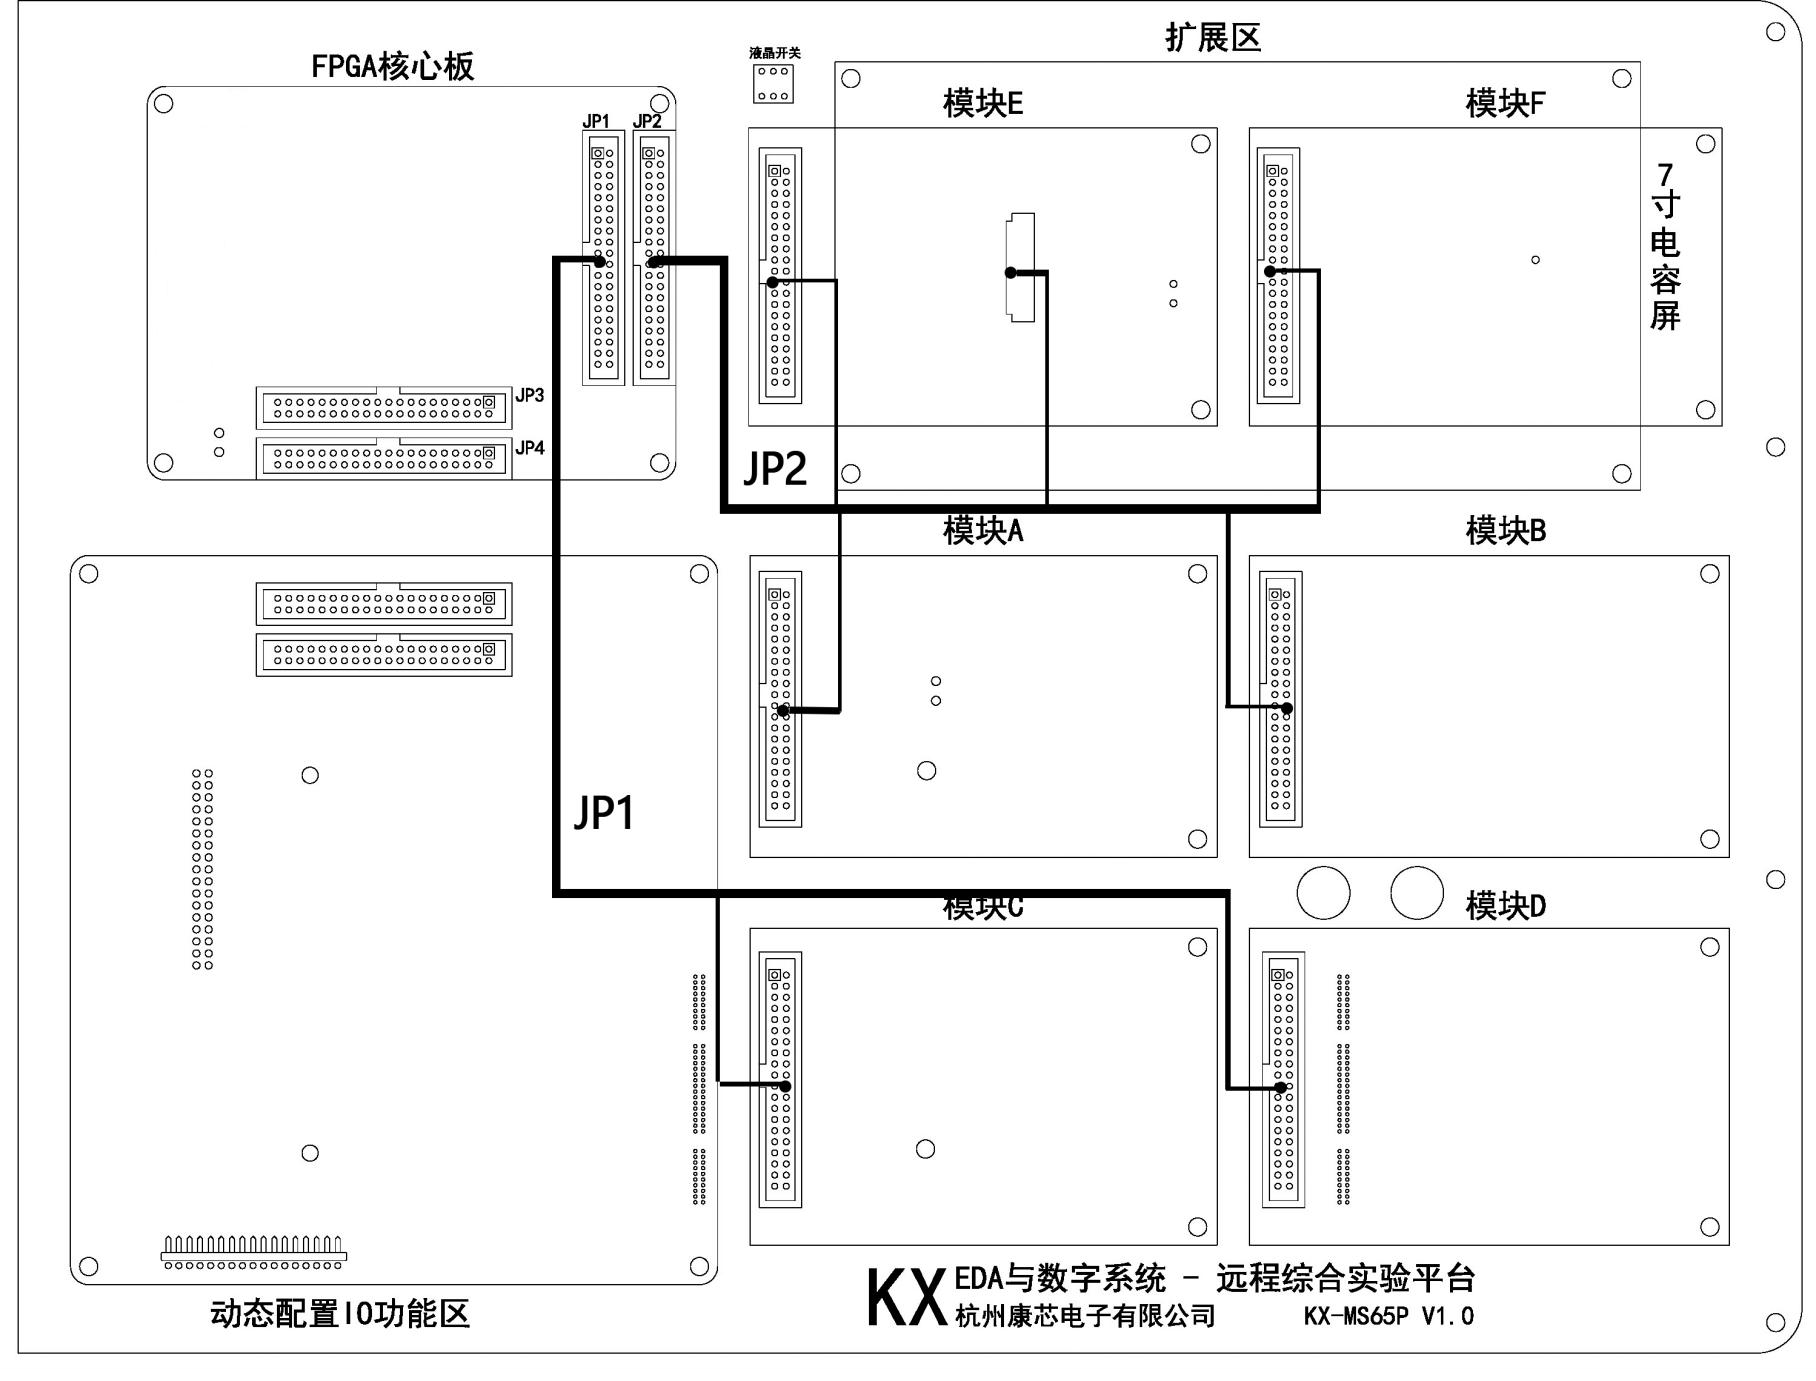 扩展区
液晶开关
FPGA核心板
模块E
模块F
JP1
JP2
7寸电容屏
JP3
JP4
JP2
模块A
模块B
JP1
模块C
模块D
KX
EDA与数字系统 - 远程综合实验平台
杭州康芯电子有限公司
KX-MS65P V1.0
动态配置IO功能区